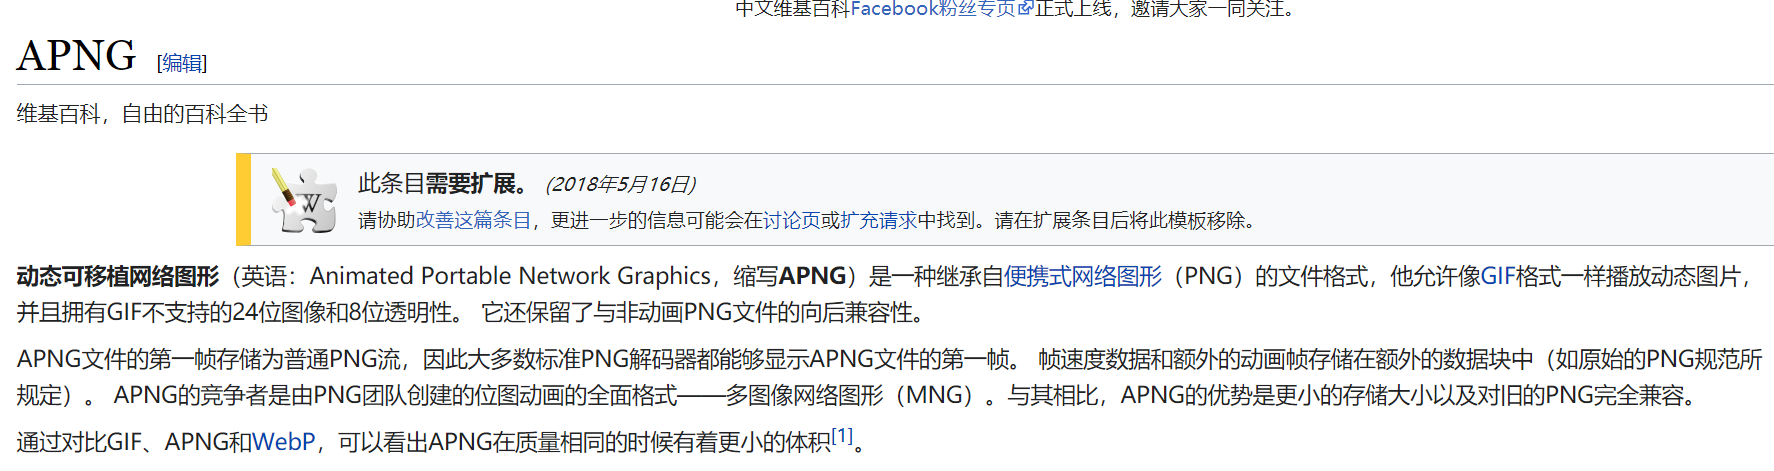 中文维基百科Facebook粉丝专页正式上线，邀请大家一同关注。
APNG [编辑]
维基百科，自由的百科全书
此条目需要扩展。 (2018年5月16日)
请协助改善这篇条目，更进一步的信息可能会在讨论页或扩充请求中找到。请在扩展条目后将此模板移除。
W
动态可移植网络图形（英语：Animated Portable Network Graphics，缩写APNG）是一种继承自便携式网络图形（PNG）的文件格式，他允许像GIF格式一样播放动态图片，
并且拥有GIF不支持的24位图像和8位透明性。 它还保留了与非动画PNG文件的向后兼容性。
APNG文件的第一帧存储为普通PNG流，因此大多数标准PNG解码器都能够显示APNG文件的第一帧。 帧速度数据和额外的动画帧存储在额外的数据块中（如原始的PNG规范所
规定）。 APNG的竞争者是由PNG团队创建的位图动画的全面格式——多图像网络图形（MNG）。与其相比，APNG的优势是更小的存储大小以及对旧的PNG完全兼容。
通过对比GIF、APNG和WebP，可以看出APNG在质量相同的时候有着更小的体积[1]。